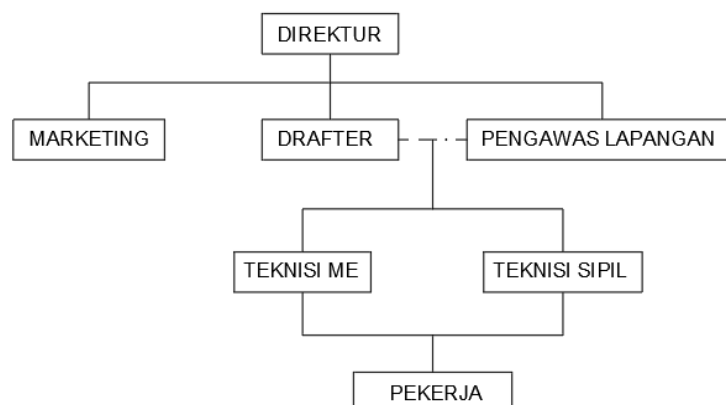 DIREKTUR
MARKETING
DRAFTER
PENGAWAS LAPANGAN
TEKNISI ME
TEKNISI SIPIL
PEKERJA